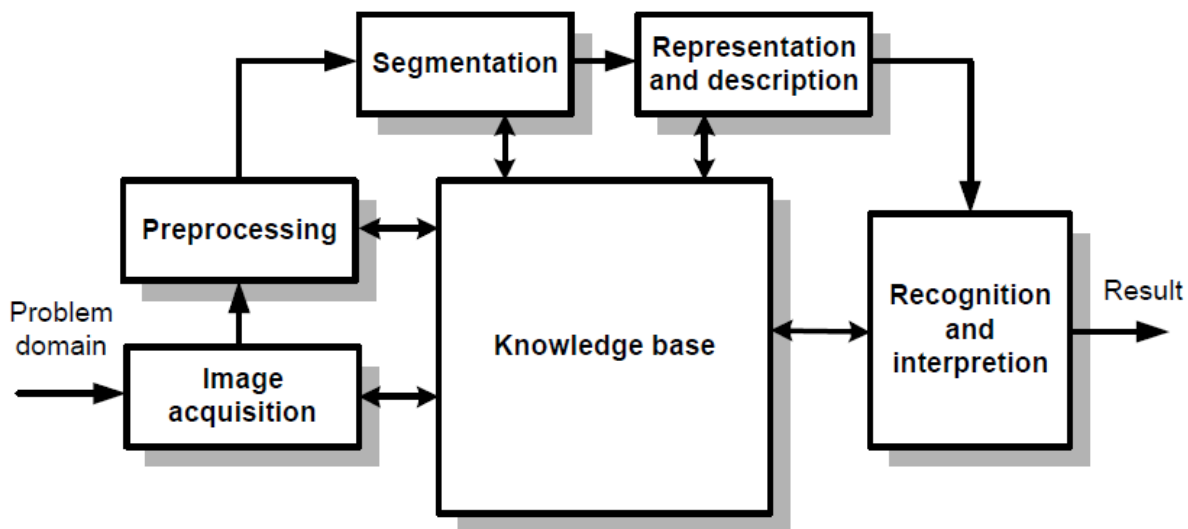 Segmentation
Representation
and description
Preprocessing
Problem
domain
Image
acquisition
Knowledge base
Recognition
and
interpretion
Result